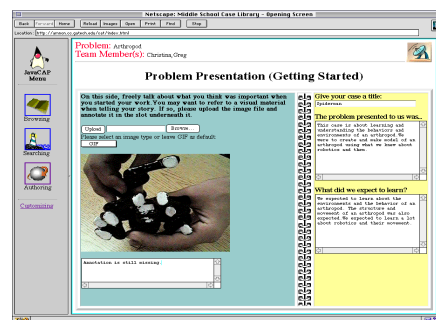 Netscape: Middle School Case Library - Opening Screen
Back Forward Home Reload Images Open Print Find Stop
Location: http://amnon.cc.gatech.edu/cat/index.html
JavaCAP
Menu
Browsing
Searching
Authoring
Customizing
Problem: Arthropod
Team Member(s): Christina,Greg
Problem Presentation (Getting Started)
On this side, freely talk about what you think was important when
you started your work. You may want to refer to a visual material
when telling your story. If so, please upload the image file and
annotate it in the slot underneath it.
Upload Browse...
Please select an image type or leave GIF as default:
GIF
Annotation is still missing.
Give your case a title:
Spiderman
The problem presented to us was...
This case is about learning and
understanding the behaviors and
environments of an arthropod. We
were to create and make model of an
arthropod using what we know about
robotics and then.
What did we expect to learn?
We expected to learn about the
environments and the behavior of an
arthropod. The structure and
movement of an arthropod was also
expected. We expected to learn a lot
about robotics and their movement.